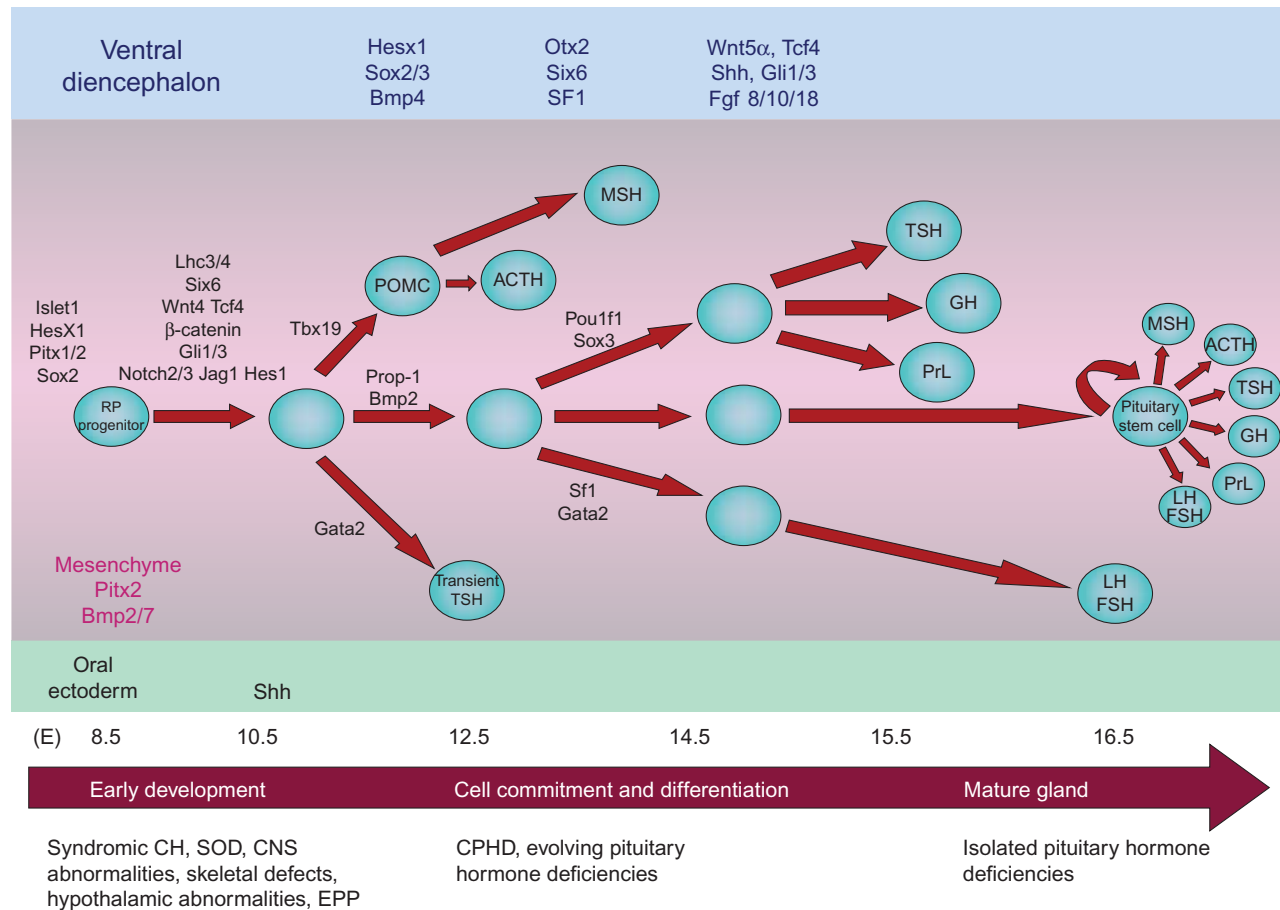 Ventral
diencephalon
Hesx1
Sox2/3
Bmp4
Otx2
Six6
SF1
Wnt5α, Tcf4
Shh, Gli1/3
Fgf 8/10/18
Islet1
HesX1
Pitx1/2
Sox2
Lhc3/4
Six6
Wnt4 Tcf4
β-catenin
Gli1/3
Notch2/3 Jag1 Hes1
RP
progenitor
Tbx19
POMC
MSH
ACTH
Prop-1
Bmp2
Gata2
Transient
TSH
Pou1f1
Sox3
Sf1
Gata2
TSH
GH
PrL
LH
FSH
Pituitary
stem cell
MSH
ACTH
TSH
GH
PrL
LH
FSH
Mesenchyme
Pitx2
Bmp2/7
Oral
ectoderm
Shh
(E) 8.5 10.5 12.5 14.5 15.5 16.5
Early development
Cell commitment and differentiation
Mature gland
Syndromic CH, SOD, CNS
abnormalities, skeletal defects,
hypothalamic abnormalities, EPP
CPHD, evolving pituitary
hormone deficiencies
Isolated pituitary hormone
deficiencies